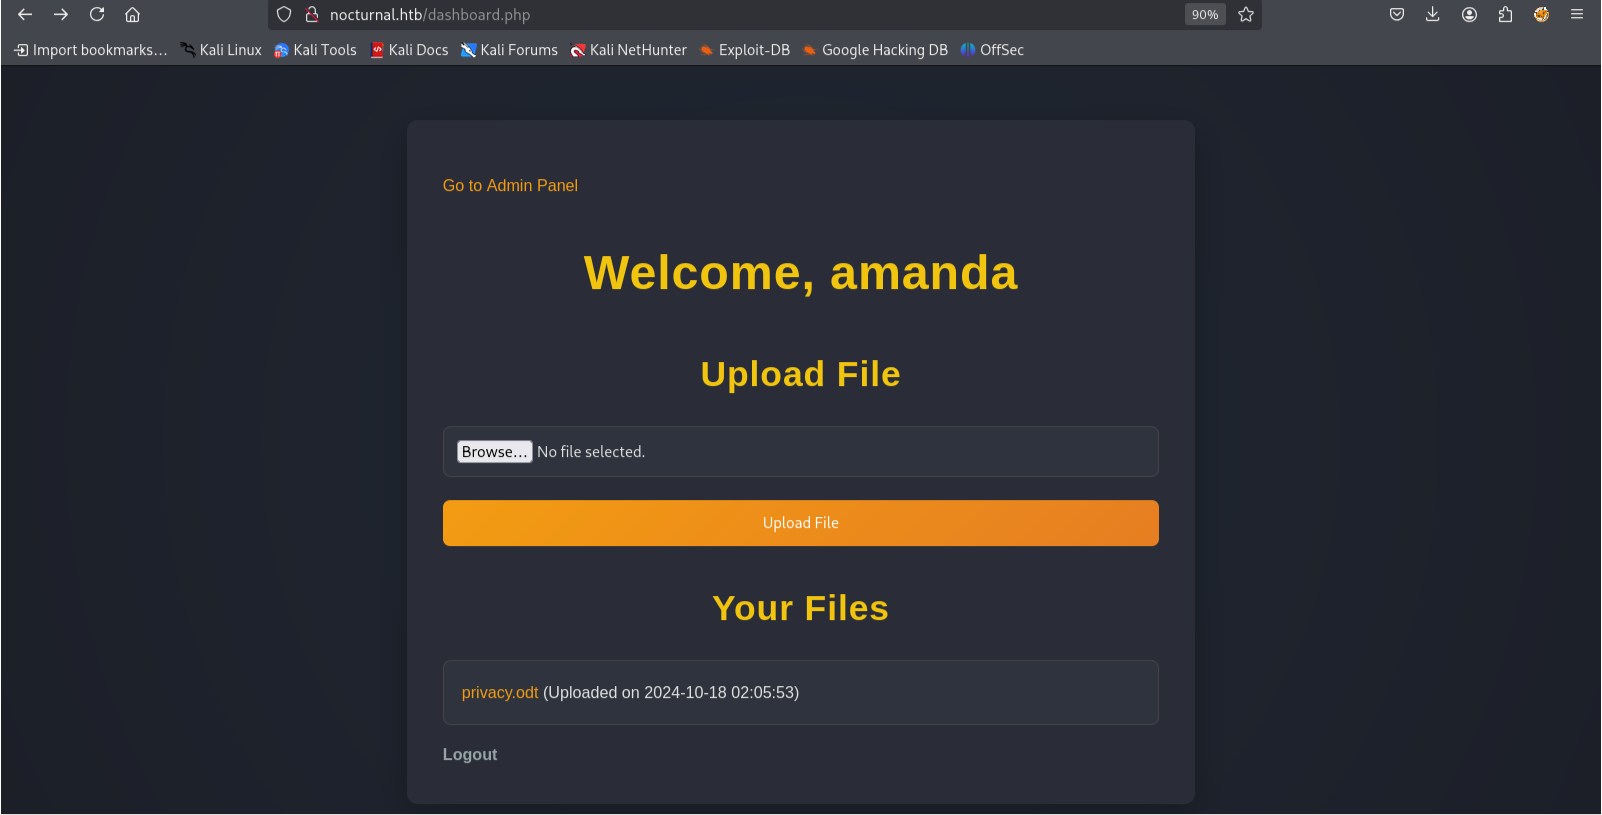 nocturnal.htb/dashboard.php 90%
Import bookmarks... Kali Linux Kali Tools Kali Docs Kali Forums Kali NetHunter Exploit-DB Google Hacking DB OffSec
Go to Admin Panel
Welcome, amanda
Upload File
Browse... No file selected.
Upload File
Your Files
privacy.odt (Uploaded on 2024-10-18 02:05:53)
Logout